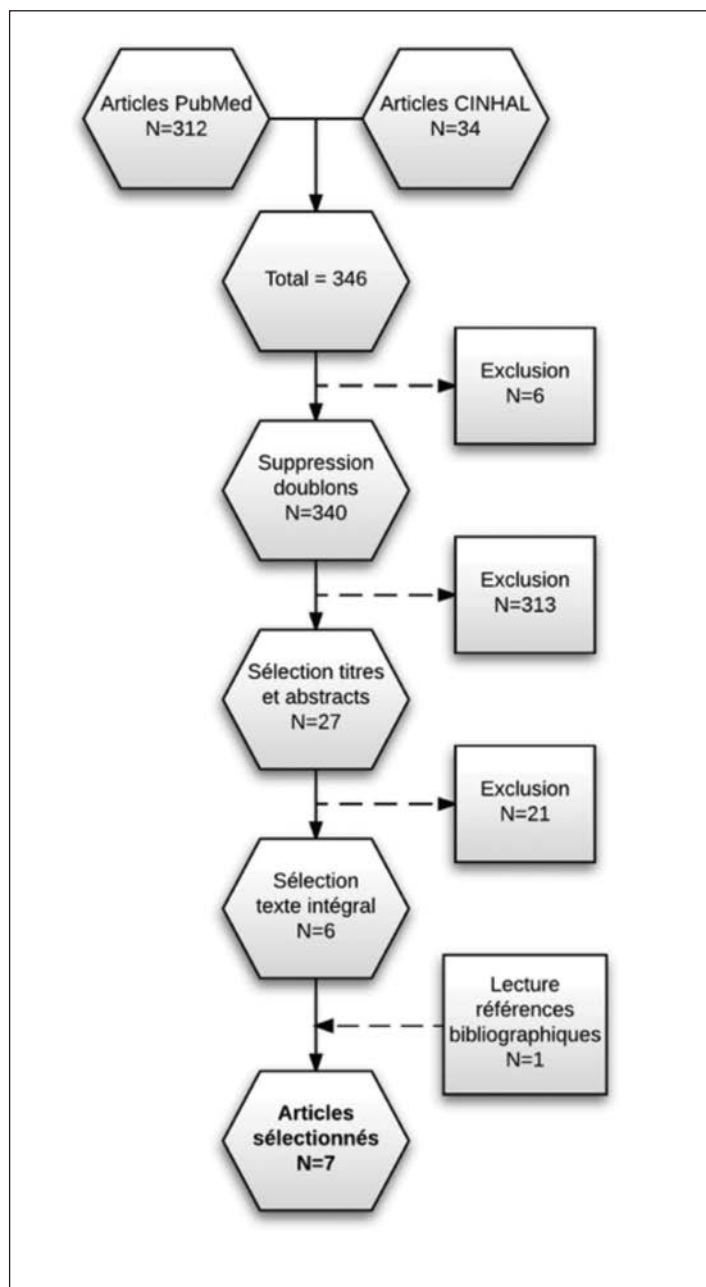 Articles PubMed
N=312
Articles CINHAL
N=34
Total = 346
Exclusion
N=6
Suppression
doublons
N=340
Exclusion
N=313
Sélection titres
et abstracts
N=27
Exclusion
N=21
Sélection
texte intégral
N=6
Lecture
références
bibliographiques
N=1
Articles
sélectionnés
N=7